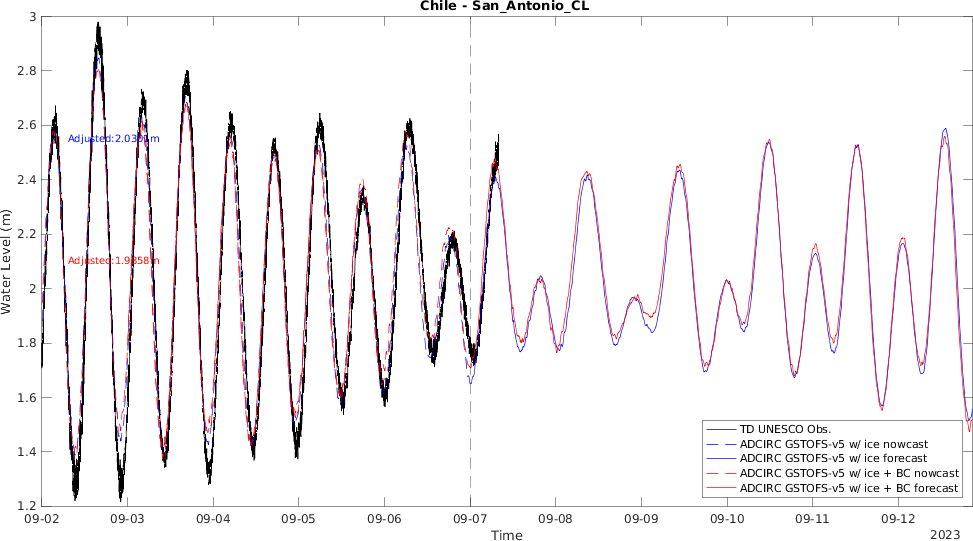 Chile - San_Antonio_CL
Water Level (m)
3
2.8
2.6
2.4
2.2
2
1.8
1.6
1.4
1.2
Adjusted:1.9858m
TD UNESCO Obs.
ADCIRC GSTOFS-v5 w/ ice nowcast
ADCIRC GSTOFS-v5 w/ ice forecast
ADCIRC GSTOFS-v5 w/ ice + BC nowcast
ADCIRC GSTOFS-v5 w/ ice + BC forecast
09-02 09-03 09-04 09-05 09-06 09-07 09-08 09-09 09-10 09-11 09-12
Time
2023